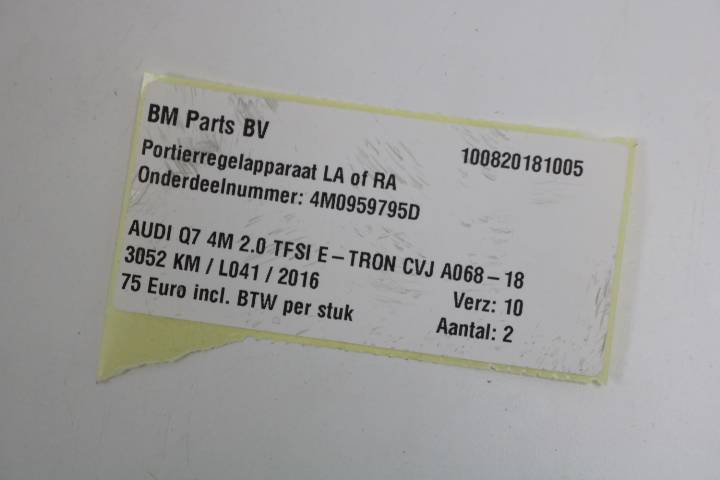 BM Parts BV
100820181005
Portierregelapparaat LA of RA
Onderdeelnummer: 4M0959795D
AUDI Q7 4M 2.0 TFSI E-TRON CVJ A068-18
3052 KM / L041 / 2016
Verz: 10
75 Euro incl. BTW per stuk
Aantal: 2